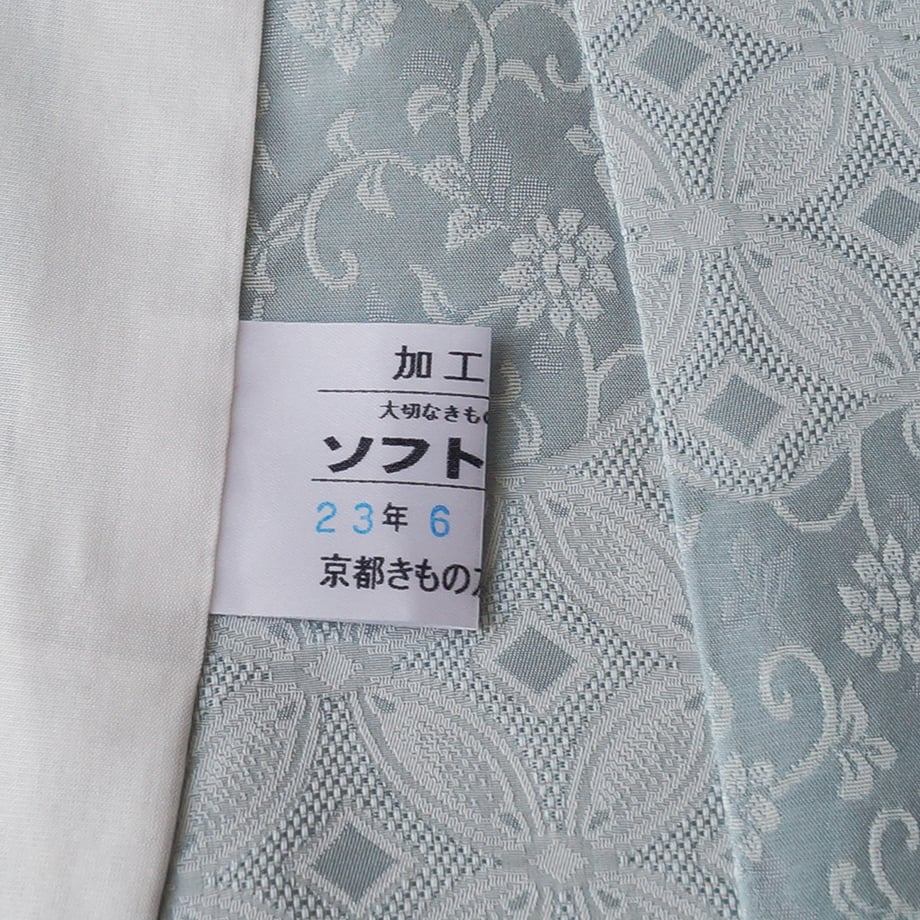 加工
大切なきもの
ソフト
23年 6
京都きもの